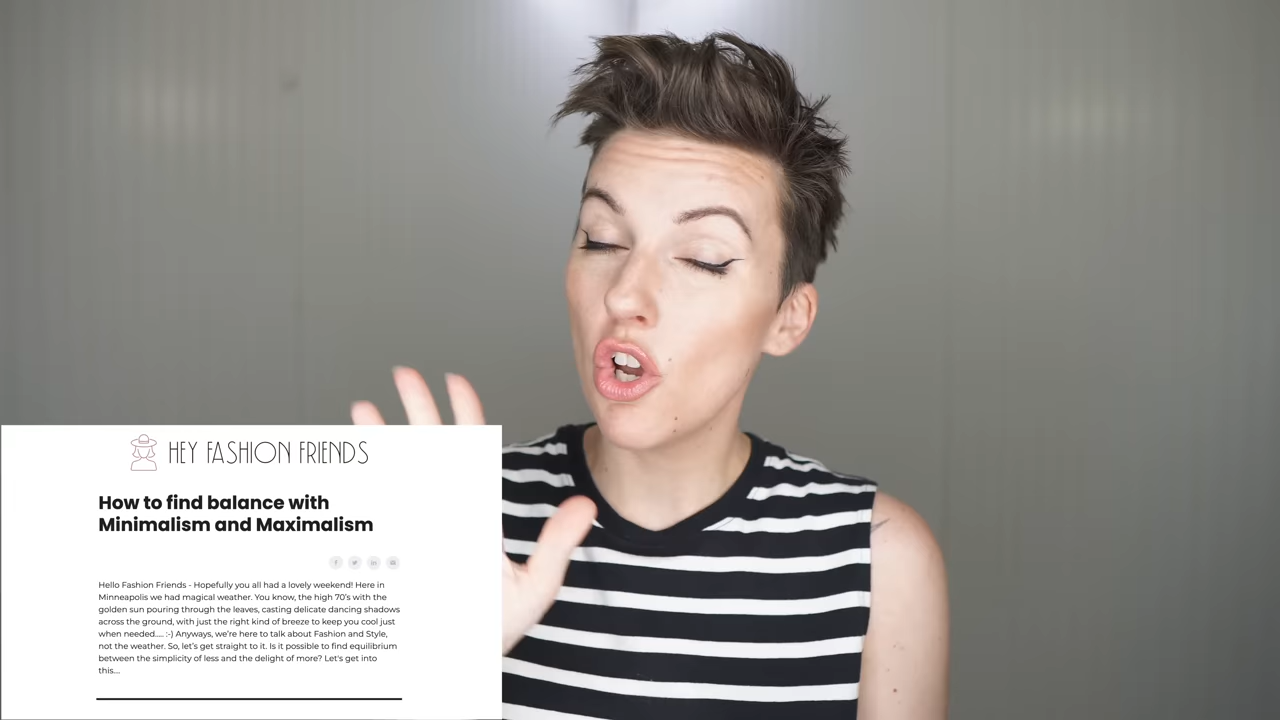 HEY FASHION FRIENDS
How to find balance with
Minimalism and Maximalism
Hello Fashion Friends - Hopefully you all had a lovely weekend! Here in
Minneapolis we had magical weather. You know, the high 70's with the
golden sun pouring through the leaves, casting delicate dancing shadows
across the ground, with just the right kind of breeze to keep you cool just
when needed..... :-) Anyways, we're here to talk about Fashion and Style,
not the weather. So, let's get straight to it. Is it possible to find equilibrium
between the simplicity of less and the delight of more? Let's get into
this....